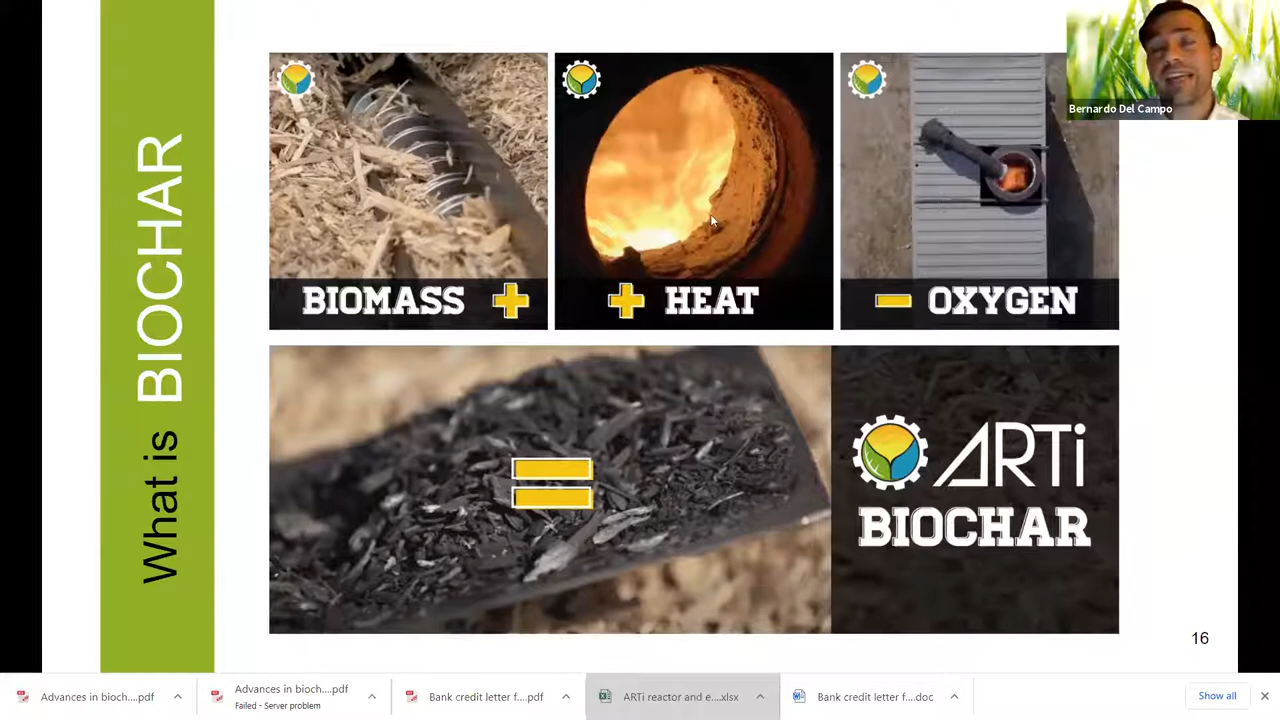 What is BIOCHAR
BIOMASS +
+ HEAT
- OXYGEN
Bernardo Del Campo
=
ARTi
BIOCHAR
16
Advances in bioch....pdf
Advances in bioch....pdf
Failed - Server problem
Bank credit letter f....pdf
ARTi reactor and e....xlsx
Bank credit letter f....doc
Show all